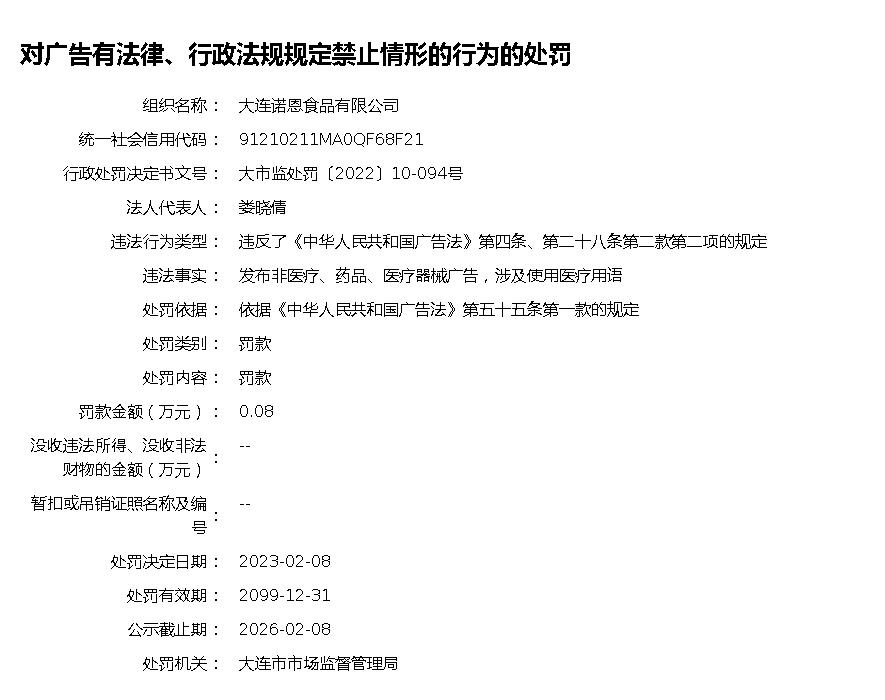 对广告有法律、行政法规规定禁止情形的行为的处罚
组织名称： 大连诺恩食品有限公司
统一社会信用代码： 91210211MA0QF68F21
行政处罚决定书文号： 大市监处罚〔2022〕10-094号
法人代表人： 娄晓倩
违法行为类型： 违反了《中华人民共和国广告法》第四条、第二十八条第二款第二项的规定
违法事实： 发布非医疗、药品、医疗器械广告，涉及使用医疗用语
处罚依据： 依据《中华人民共和国广告法》第五十五条第一款的规定
处罚类别： 罚款
处罚内容： 罚款
罚款金额（万元）： 0.08
没收违法所得、没收非法
财物的金额（万元）： --
暂扣或吊销证照名称及编
号： --
处罚决定日期： 2023-02-08
处罚有效期： 2099-12-31
公示截止期： 2026-02-08
处罚机关： 大连市市场监督管理局